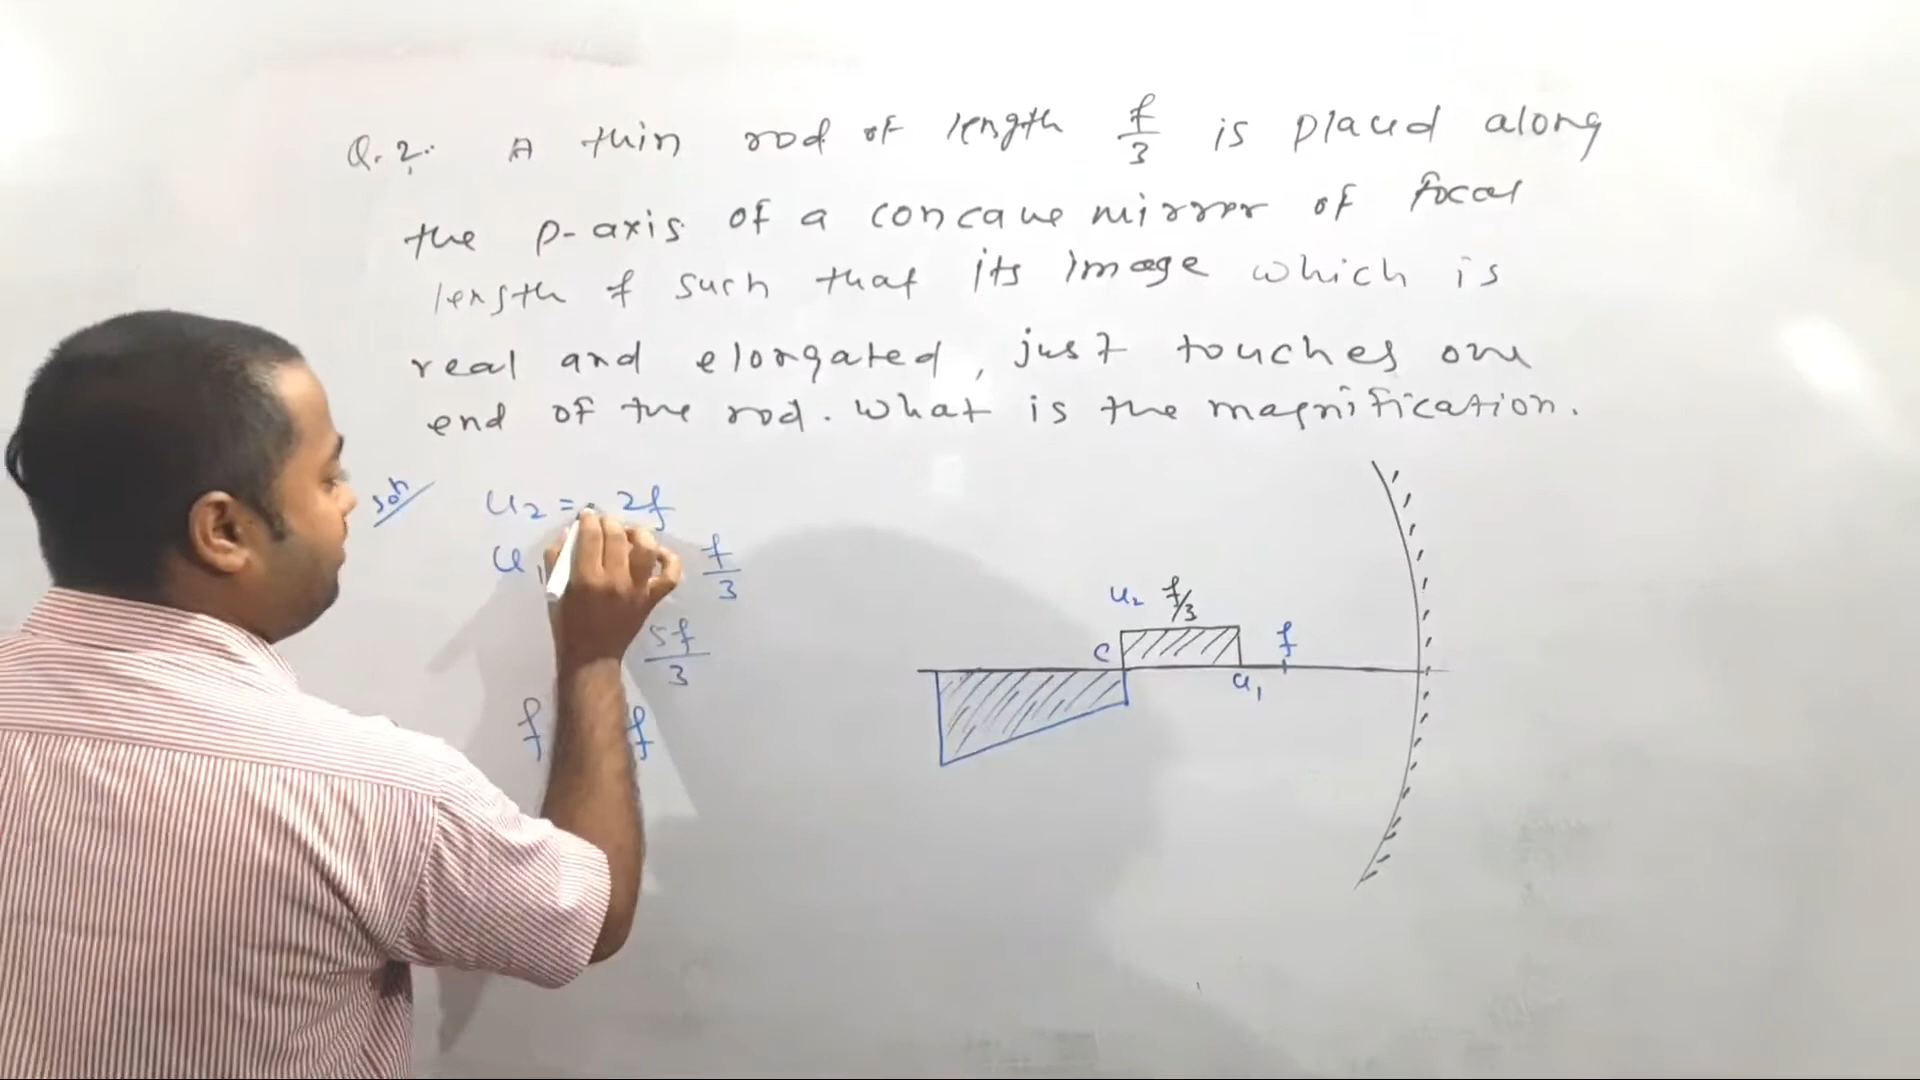 Q.2. A thin rod of length f/3 is placed along
the p-axis of a concave mirror of focal
length f such that its image which is
real and elongated, just touches one
end of the rod. What is the magnification.
Soln
u2 = 2f
u1 f/3
5f/3
f f
u2 f/3
C f
u1